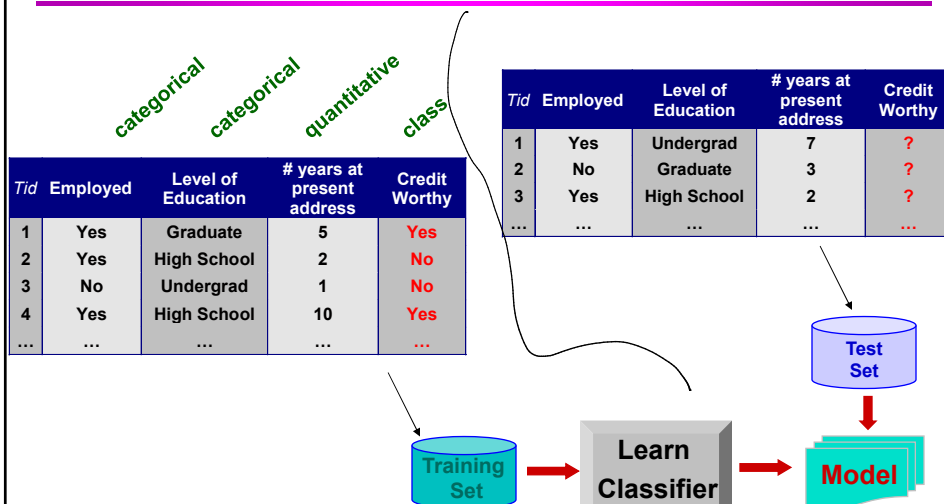 categorical categorical quantitative class
Tid Employed Level of Education # years at present address Credit Worthy
1 Yes Graduate 5 Yes
2 Yes High School 2 No
3 No Undergrad 1 No
4 Yes High School 10 Yes
… … … … …
Tid Employed Level of Education # years at present address Credit Worthy
1 Yes Undergrad 7 ?
2 No Graduate 3 ?
3 Yes High School 2 ?
… … … … …
Test
Set
Training
Set
Learn
Classifier
Model